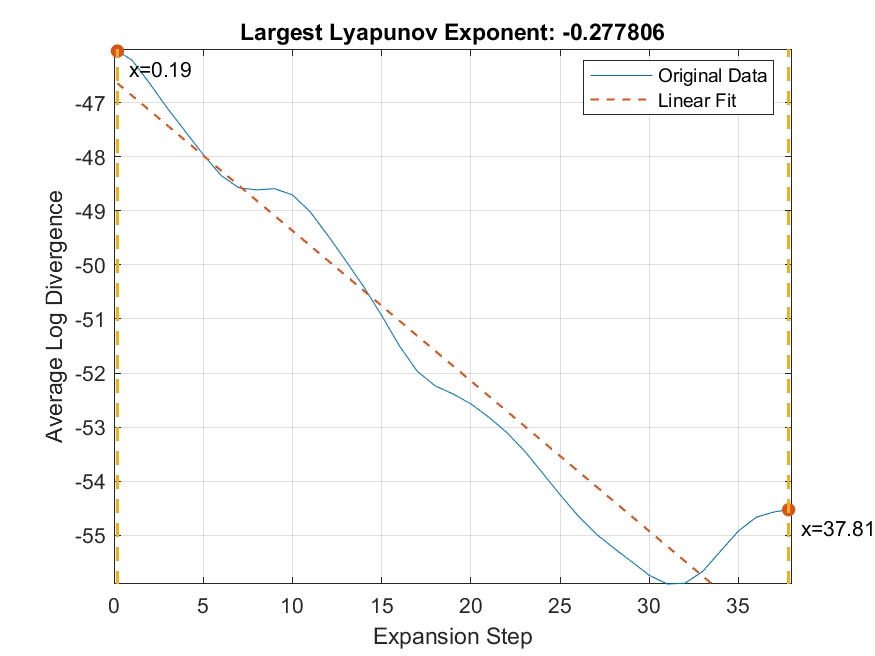 Largest Lyapunov Exponent: -0.277806
x=0.19
Original Data
Linear Fit
-47
-48
-49
-50
-51
-52
-53
-54
-55
Average Log Divergence
x=37.81
0 5 10 15 20 25 30 35
Expansion Step